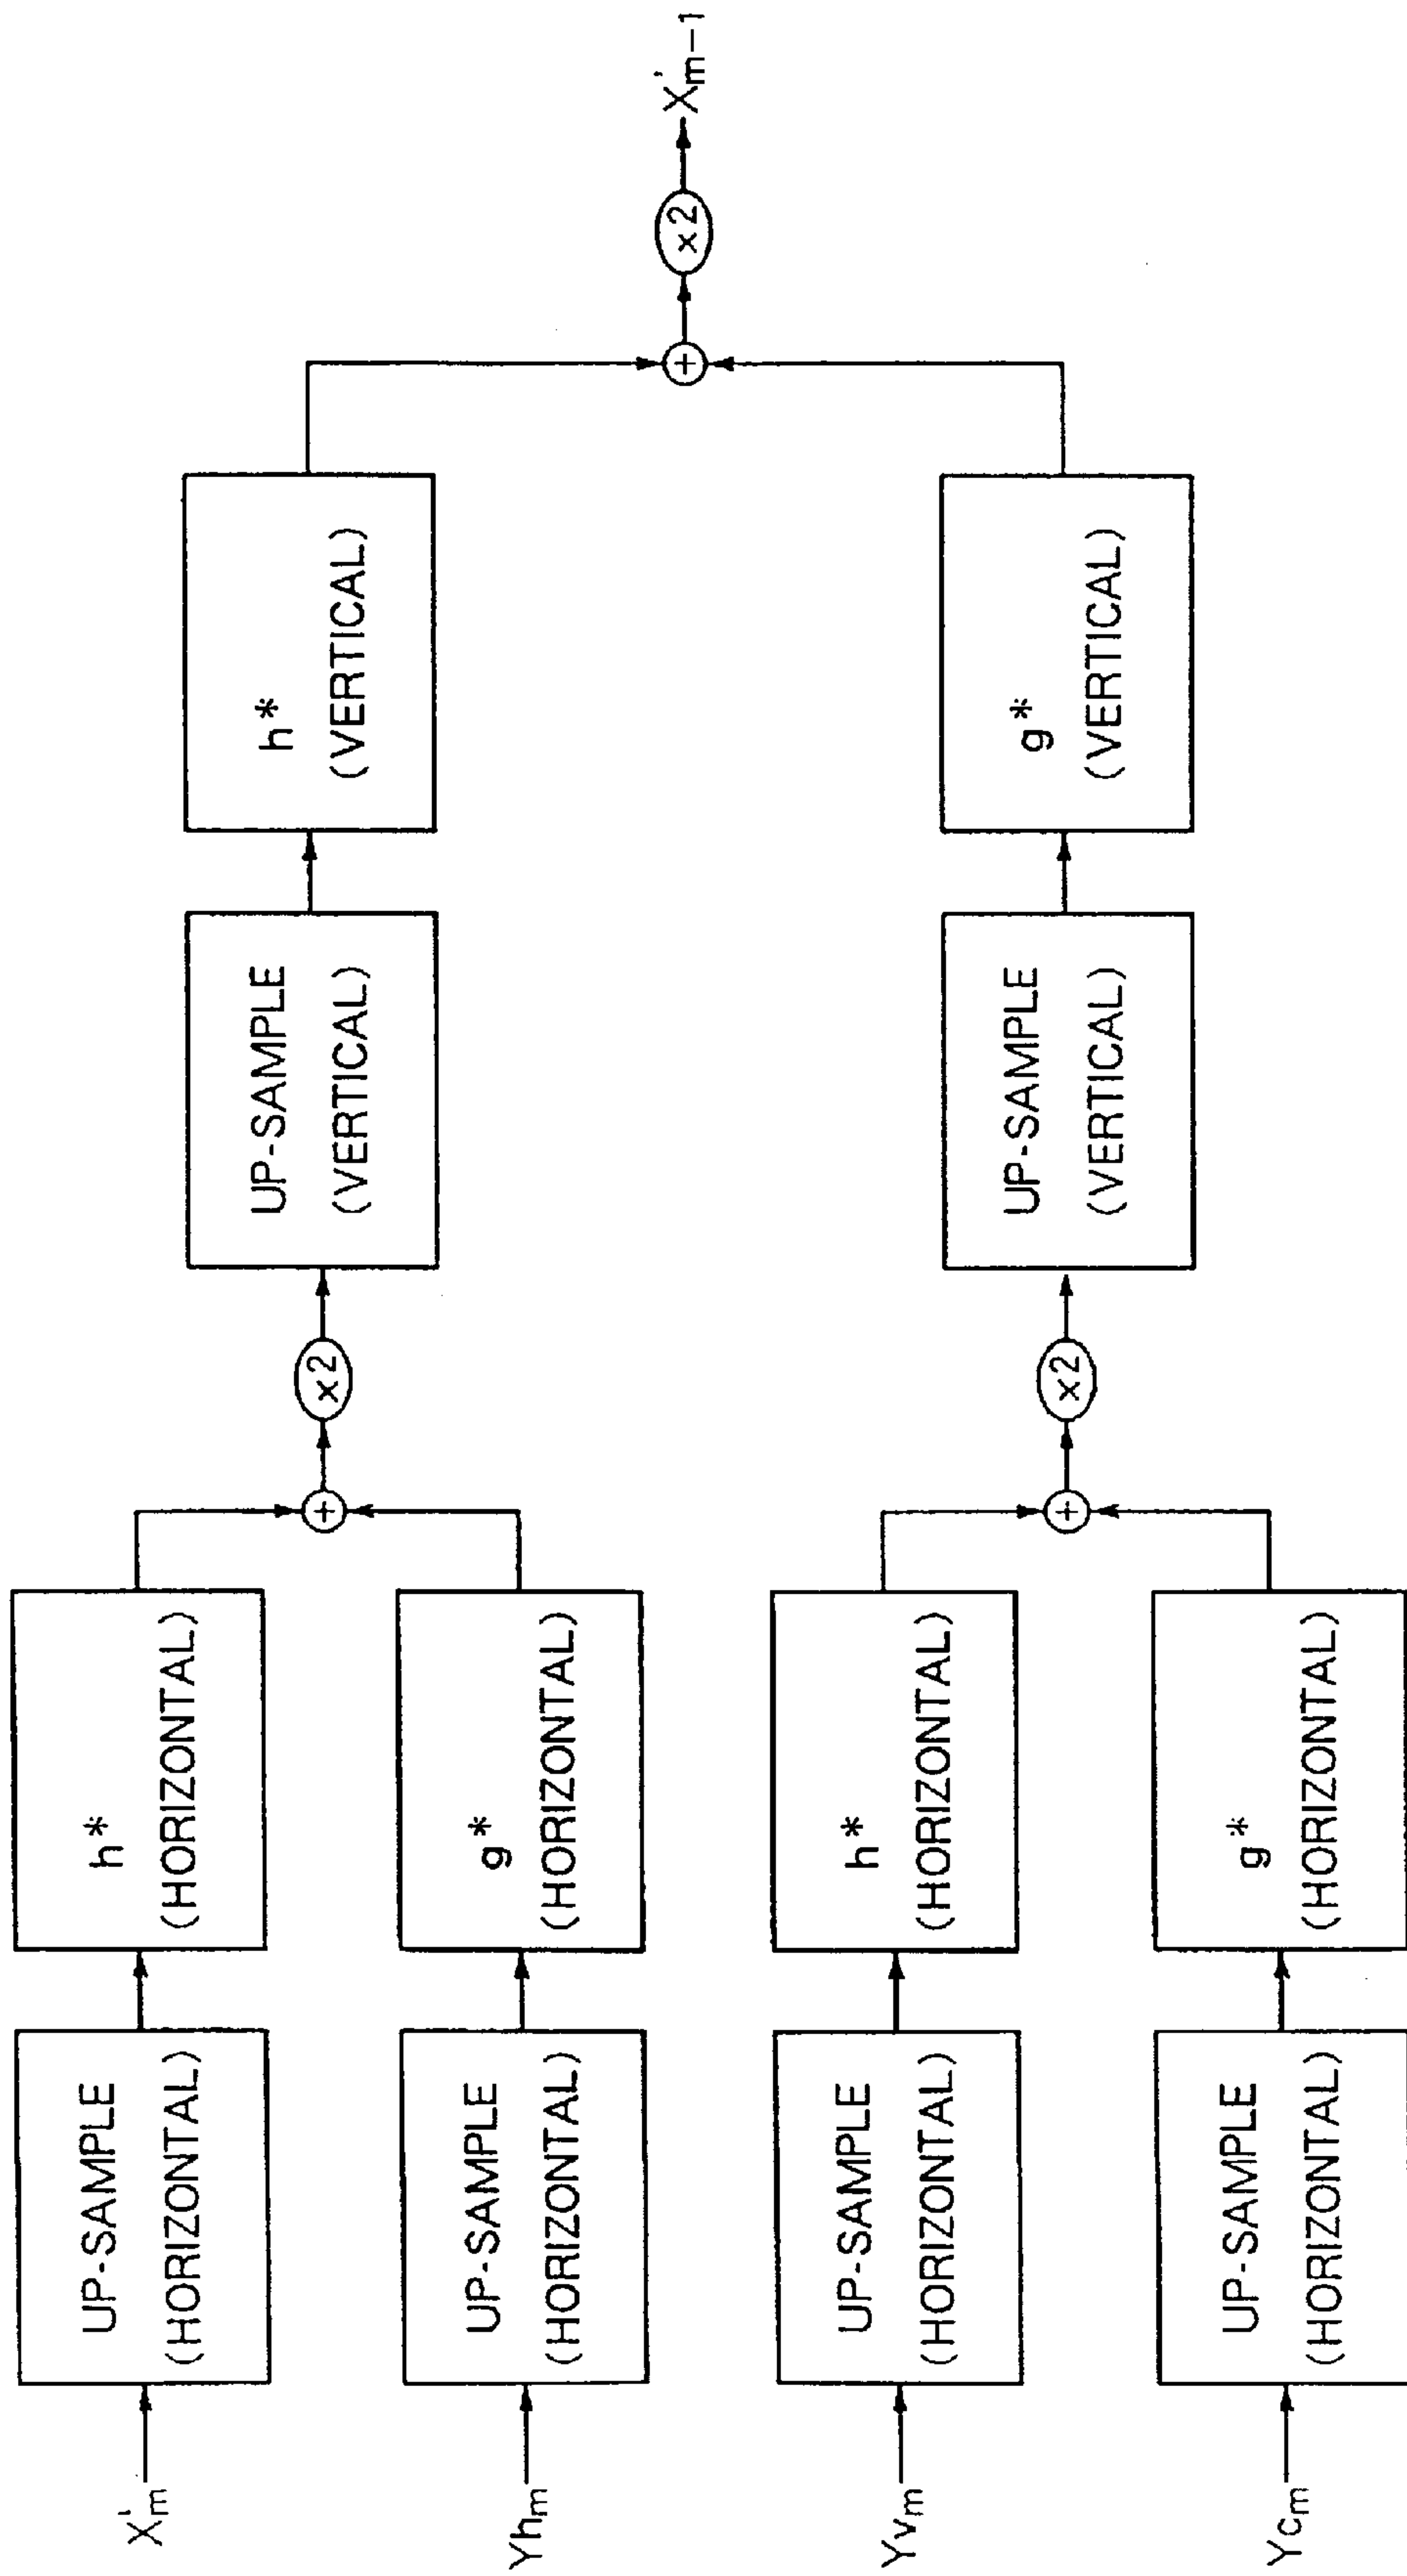 X'm
UP-SAMPLE
(HORIZONTAL)
h*
(HORIZONTAL)
Yhm
UP-SAMPLE
(HORIZONTAL)
g*
(HORIZONTAL)
+
x2
UP-SAMPLE
(VERTICAL)
h*
(VERTICAL)
Yvm
UP-SAMPLE
(HORIZONTAL)
h*
(HORIZONTAL)
Ycm
UP-SAMPLE
(HORIZONTAL)
g*
(HORIZONTAL)
+
x2
UP-SAMPLE
(VERTICAL)
g*
(VERTICAL)
+
x2
X'm-1